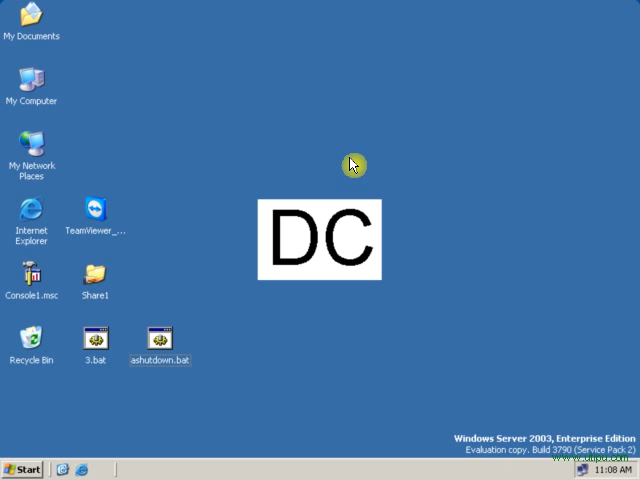 My Documents
My Computer
My Network
Places
Internet
Explorer
TeamViewer_...
Console1.msc
Share1
Recycle Bin
3.bat
ashutdown.bat
DC
Windows Server 2003, Enterprise Edition
Evaluation copy. Build 3790 (Service Pack 2)
Start
11:08 AM